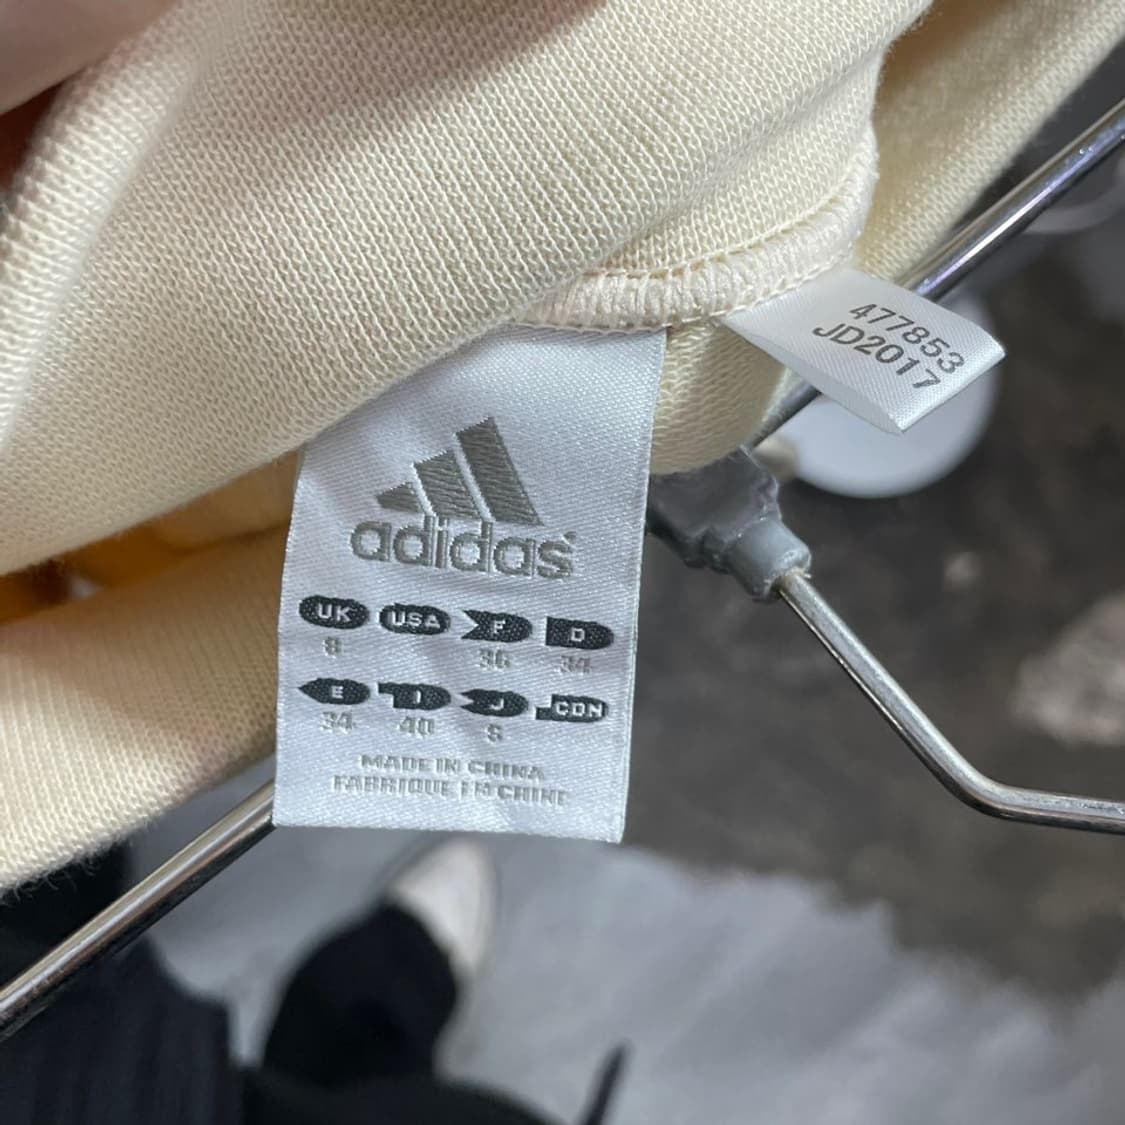 adidas
UK USA F D
8 36 34
E I J CDN
34 40 S
MADE IN CHINA
FABRIQUE EN CHINE
477853
JD2017